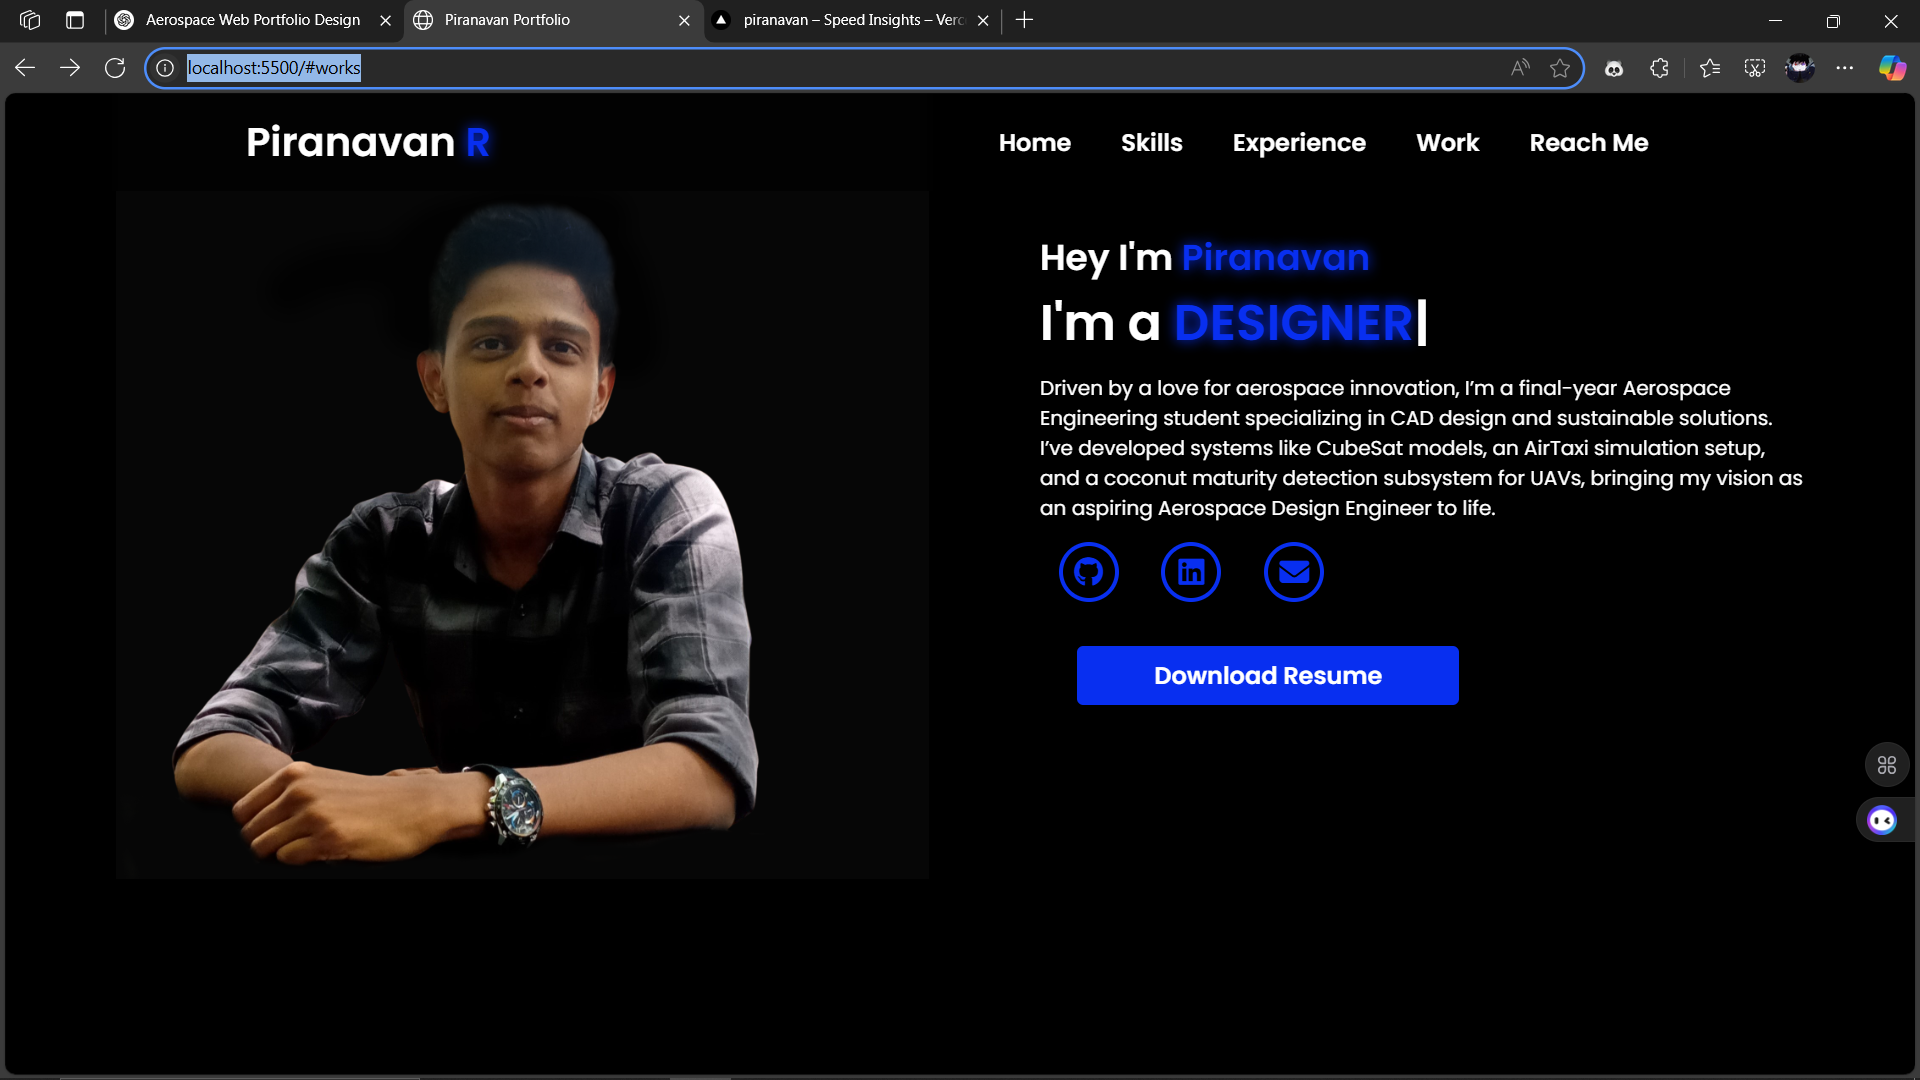 Aerospace Web Portfolio Design
Piranavan Portfolio
piranavan – Speed Insights – Verc
localhost:5500/#works
Piranavan R
Home
Skills
Experience
Work
Reach Me
Hey I'm Piranavan
I'm a DESIGNER|
Driven by a love for aerospace innovation, I’m a final-year Aerospace
Engineering student specializing in CAD design and sustainable solutions.
I’ve developed systems like CubeSat models, an AirTaxi simulation setup,
and a coconut maturity detection subsystem for UAVs, bringing my vision as
an aspiring Aerospace Design Engineer to life.
in
Download Resume